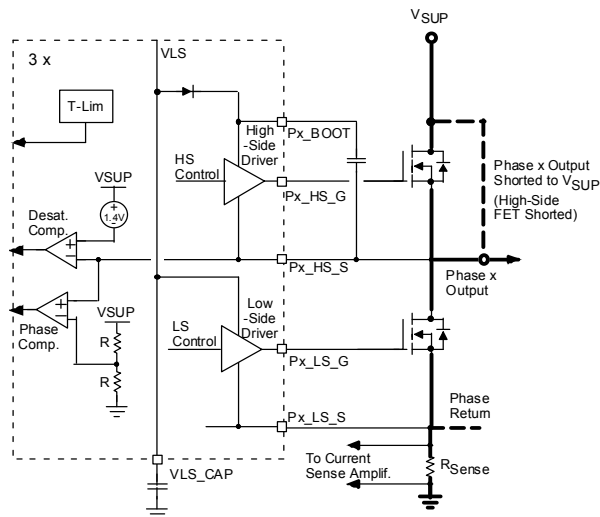 V_SUP
3 x
VLS
T-Lim
High
-Side
Driver
Px_BOOT
HS
Control
Px_HS_G
Phase x Output
Shorted to V_SUP
(High-Side
FET Shorted)
VSUP
1.4V
Desat.
Comp.
Px_HS_S
Phase x
Output
Phase
Comp.
VSUP
R
R
Low-
Side
Driver
LS
Control
Px_LS_G
Px_LS_S
Phase
Return
To Current
Sense Amplif.
R_Sense
VLS_CAP
+
+
–
+
–